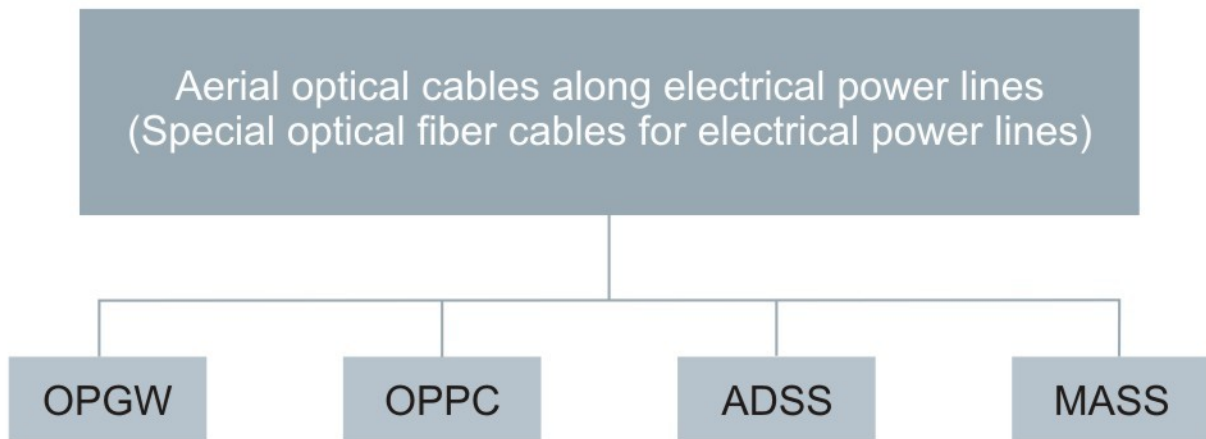 Aerial optical cables along electrical power lines
(Special optical fiber cables for electrical power lines)
OPGW
OPPC
ADSS
MASS